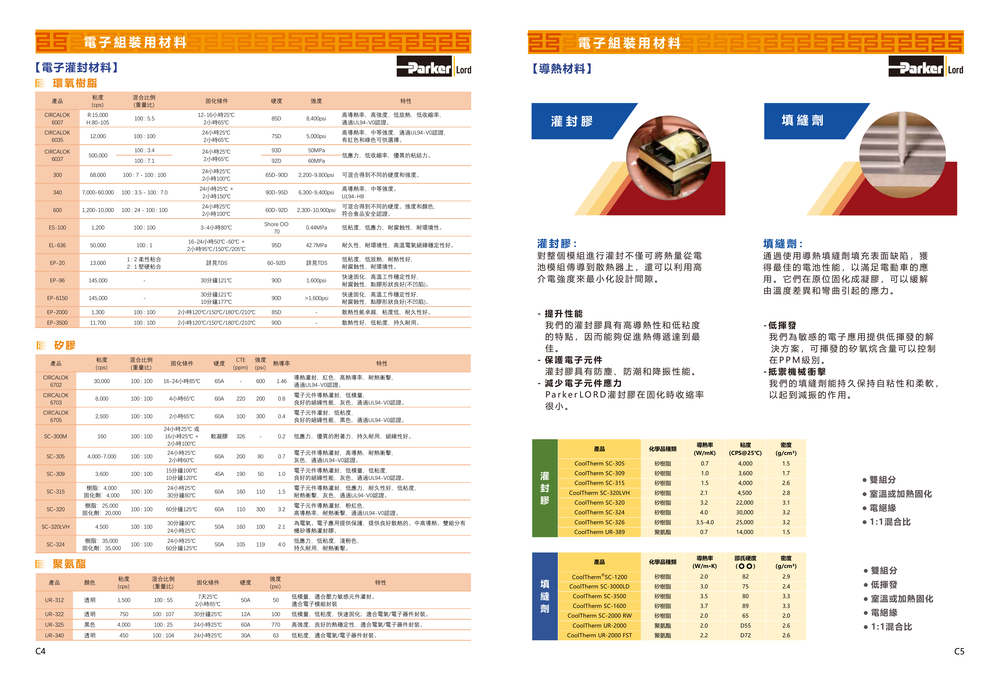 電子組裝用材料
【電子灌封材料】
Parker Lord
環氧樹脂
產品 粘度 (cps) 混合比例 (重量比) 固化條件 硬度 強度 特性
CIRCALOK 6007 R:15,000 H:80-105 100 : 5.5 12-16小時25℃ 2小時65℃ 85D 8,400psi 高導熱率，高強度，低放熱，低收縮率，通過UL94-V0認證。
CIRCALOK 6035 12,000 100 : 100 24小時25℃ 2小時65℃ 75D 5,000psi 高導熱率，中等強度，通過UL94-V0認證，有紅色和綠色可供選擇。
CIRCALOK 6037 500,000 100 : 3.4 24小時25℃ 2小時65℃ 93D 50MPa 低應力，低收縮率，優異的粘結力。
100 : 7.1 92D 60MPa
300 68,000 100 : 7 - 100 : 100 24小時25℃ 2小時100℃ 65D-90D 2,200-9,800psi 可混合得到不同的硬度和強度。
340 7,000-60,000 100 : 3.5 - 100 : 7.0 24小時25℃ + 2小時150℃ 90D-95D 6,300-9,400psi 高導熱率，中等強度。 UL94-HB
600 1,200-10,000 100 : 24 - 100 : 100 24小時25℃ 2小時100℃ 60D-92D 2,300-10,900psi 可混合得到不同的硬度、強度和顏色，符合食品安全認證。
ES-100 1,200 100 : 100 3-4小時80℃ Shore OO 70 0.44MPa 低粘度，低應力，耐腐蝕性，耐環境性。
EL-636 50,000 100 : 1 16-24小時50℃-60℃ + 2小時95℃/150℃/205℃ 95D 42.7MPa 耐久性，耐環境性，高溫電氣絕緣穩定性好。
EP-20 13,000 1 : 2 柔性粘合 2 : 1 堅硬粘合 詳見TDS 60-92D 詳見TDS 低粘度，低放熱，耐熱性好，耐腐蝕性，耐環境性。
EP-96 145,000 - 30分鐘121℃ 90D 1,600psi 快速固化，高溫工作穩定性好，耐腐蝕性，點膠形狀良好(不凹陷)。
EP-6150 145,000 - 30分鐘121℃ 10分鐘177℃ 90D >1,600psi 快速固化，高溫工作穩定性好，耐腐蝕性，點膠形狀良好(不凹陷)。
EP-2000 1,300 100 : 100 2小時120℃/150℃/180℃/210℃ 85D - 散熱性能卓越，粘度低，耐久性好。
EP-3500 11,700 100 : 100 2小時120℃/150℃/180℃/210℃ 90D - 散熱性好，低粘度，持久耐用。
矽膠
產品 粘度 (cps) 混合比例 (重量比) 固化條件 硬度 CTE (ppm) 強度 (psi) 熱導率 特性
CIRCALOK 6702 30,000 100 : 100 16-24小時85℃ 65A - 600 1.46 導熱灌封，紅色，高熱導率，耐熱衝擊，通過UL94-V0認證。
CIRCALOK 6703 8,000 100 : 100 4小時65℃ 60A 220 200 0.8 電子元件導熱灌封，低模量，良好的絕緣性能，灰色，通過UL94-V0認證。
CIRCALOK 6705 2,500 100 : 100 2小時65℃ 60A 100 300 0.4 電子元件灌封，低粘度，良好的絕緣性能，黑色，通過UL94-V0認證。
SC-300M 160 100 : 100 24小時25℃ 或 16小時25℃ + 2小時100℃ 軟凝膠 326 - 0.2 低應力，優異的附著力，持久耐用，絕緣性好。
SC-305 4,000-7,000 100 : 100 24小時25℃ 2小時60℃ 60A 200 80 0.7 電子元件導熱灌封，高導熱，耐熱衝擊，灰色，通過UL94-V0認證。
SC-309 3,600 100 : 100 15分鐘100℃ 10分鐘120℃ 45A 190 50 1.0 電子元件導熱灌封，低模量，低粘度，良好的絕緣性能，灰色，通過UL94-V0認證。
SC-315 樹脂：4,000 固化劑：4,000 100 : 100 24小時25℃ 30分鐘80℃ 60A 160 110 1.5 電子元件導熱灌封，低應力，耐久性好，低粘度，耐熱衝擊，灰色，通過UL94-V0認證。
SC-320 樹脂：25,000 固化劑：20,000 100 : 100 60分鐘125℃ 60A 110 300 3.2 電子元件導熱灌封，粉紅色，高導熱率，耐熱衝擊，通過UL94-V0認證。
SC-320LVH 4,500 100 : 100 30分鐘80℃ 24小時25℃ 50A 160 100 2.1 為電氣、電子應用提供保護，提供良好散熱的、中高導熱、雙組分有機矽導熱灌封膠。
SC-324 樹脂：35,000 固化劑：35,000 100 : 100 24小時25℃ 60分鐘125℃ 50A 105 119 4.0 低應力，低粘度，淺粉色，持久耐用，耐熱衝擊。
聚氨酯
產品 顏色 粘度 (cps) 混合比例 (重量比) 固化條件 硬度 強度 (psi) 特性
UR-312 透明 1,500 100 : 55 7天25℃ 2小時85℃ 50A 50 低模量，適合壓力敏感元件灌封。 適合電子模組封裝
UR-322 透明 750 100 : 107 30分鐘25℃ 12A 100 低模量，低粘度，快速固化；適合電氣/電子器件封裝。
UR-325 黑色 4,000 100 : 25 24小時25℃ 60A 770 高強度，良好的熱穩定性，適合電氣/電子器件封裝。
UR-340 透明 450 100 : 104 24小時25℃ 30A 63 低粘度，適合電氣/電子器件封裝。
C4
電子組裝用材料
【導熱材料】
Parker Lord
灌封膠
填縫劑
灌封膠：
對整個模組進行灌封不僅可將熱量從電
池模組傳導到散熱器上，還可以利用高
介電強度來最小化設計間隙。
- 提升性能
我們的灌封膠具有高導熱性和低粘度
的特點，因而能夠促進熱傳遞達到最
佳。
- 保護電子元件
灌封膠具有防塵、防潮和降振性能。
- 減少電子元件應力
ParkerLORD灌封膠在固化時收縮率
很小。
填縫劑：
通過使用導熱填縫劑填充表面缺陷，獲
得最佳的電池性能，以滿足電動車的應
用。它們在原位固化成凝膠，可以緩解
由溫度差異和彎曲引起的應力。
-低揮發
我們為敏感的電子應用提供低揮發的解
決方案，可揮發的矽氧烷含量可以控制
在PPM級別。
-抵禦機械衝擊
我們的填縫劑能持久保持自粘性和柔軟，
以起到減振的作用。
灌封膠
產品 化學品種類 導熱率 (W/mK) 粘度 (CPS@25℃) 密度 (g/cm³)
CoolTherm SC-305 矽樹脂 0.7 4,000 1.5
CoolTherm SC-309 矽樹脂 1.0 3,600 1.7
CoolTherm SC-315 矽樹脂 1.5 4,000 2.6
CoolTherm SC-320LVH 矽樹脂 2.1 4,500 2.8
CoolTherm SC-320 矽樹脂 3.2 22,000 3.1
CoolTherm SC-324 矽樹脂 4.0 30,000 3.2
CoolTherm SC-326 矽樹脂 3.5-4.0 25,000 3.2
CoolTherm UR-389 聚氨酯 0.7 14,000 1.5
● 雙組分
● 室溫或加熱固化
● 電絕緣
● 1:1混合比
填縫劑
產品 化學品種類 導熱率 (W/m•K) 邵氏硬度 (OO) 密度 (g/cm³)
CoolTherm®SC-1200 矽樹脂 2.0 82 2.9
CoolTherm SC-3000LD 矽樹脂 3.0 75 2.4
CoolTherm SC-3500 矽樹脂 3.5 80 3.3
CoolTherm SC-1600 矽樹脂 3.7 89 3.3
CoolTherm SC-2000 RW 矽樹脂 2.0 65 2.0
CoolTherm UR-2000 聚氨酯 2.0 D55 2.6
CoolTherm UR-2000 FST 聚氨酯 2.2 D72 2.6
● 雙組分
● 低揮發
● 室溫或加熱固化
● 電絕緣
● 1:1混合比
C5